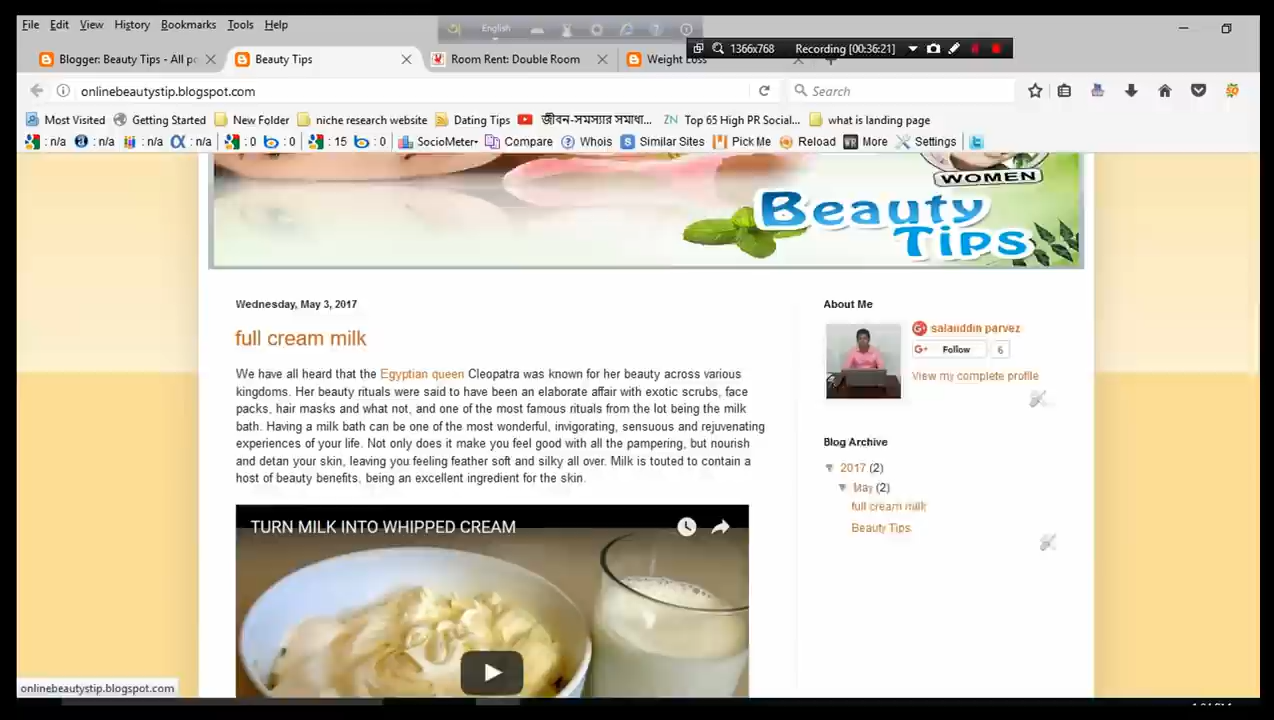 File Edit View History Bookmarks Tools Help
English
1366x768 Recording [00:36:21]
Blogger: Beauty Tips - All po
Beauty Tips
Room Rent: Double Room
Weight Loss
onlinebeautystip.blogspot.com
Search
Most Visited Getting Started New Folder niche research website Dating Tips জীবন-সমস্যার সমাধা... ZN Top 65 High PR Social... what is landing page
: n/a : n/a : n/a : n/a : 0 : 0 : 15 : 0 SocioMeter Compare Whois Similar Sites Pick Me Reload More Settings
WOMEN
Beauty
Tips
Wednesday, May 3, 2017
full cream milk
We have all heard that the Egyptian queen Cleopatra was known for her beauty across various
kingdoms. Her beauty rituals were said to have been an elaborate affair with exotic scrubs, face
packs, hair masks and what not, and one of the most famous rituals from the lot being the milk
bath. Having a milk bath can be one of the most wonderful, invigorating, sensuous and rejuvenating
experiences of your life. Not only does it make you feel good with all the pampering, but nourish
and detan your skin, leaving you feeling feather soft and silky all over. Milk is touted to contain a
host of beauty benefits, being an excellent ingredient for the skin.
TURN MILK INTO WHIPPED CREAM
About Me
salauddin parvez
G+ Follow 6
View my complete profile
Blog Archive
▼ 2017 (2)
▼ May (2)
full cream milk
Beauty Tips
onlinebeautystip.blogspot.com